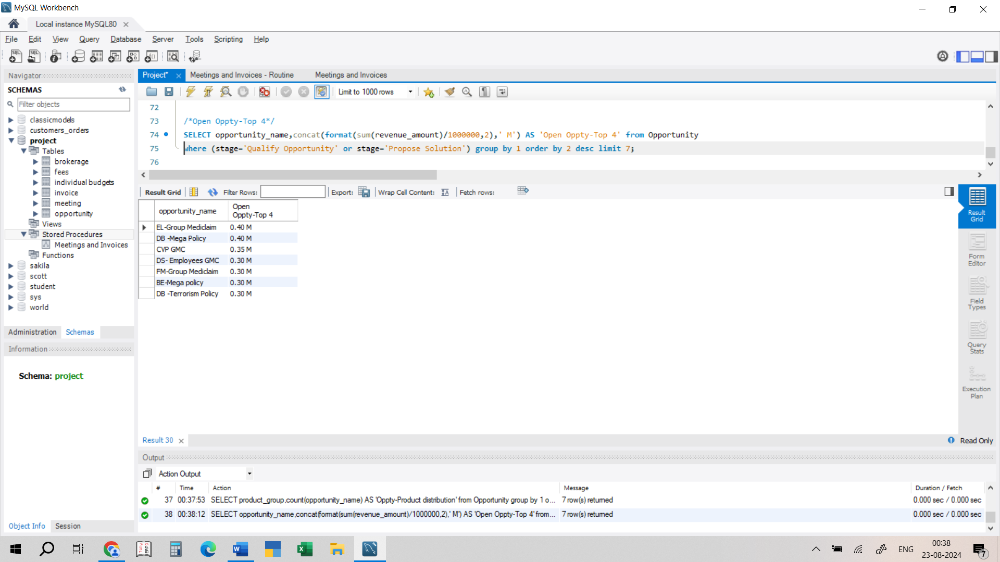 MySQL Workbench
Local instance MySQL80
File Edit View Query Database Server Tools Scripting Help
Navigator
SCHEMAS
Filter objects
classicmodels
customers_orders
project
Tables
brokerage
fees
individual budgets
invoice
meeting
opportunity
Views
Stored Procedures
Meetings and Invoices
Functions
sakila
scott
student
sys
world
Administration Schemas
Information
Schema: project
Object Info Session
Project* Meetings and Invoices - Routine Meetings and Invoices
Limit to 1000 rows
72
73 /*Open Oppty-Top 4*/
74 SELECT opportunity_name,concat(format(sum(revenue_amount)/1000000,2),' M') AS 'Open Oppty-Top 4' from Opportunity
75 where (stage='Qualify Opportunity' or stage='Propose Solution') group by 1 order by 2 desc limit 7;
76
Result Grid Filter Rows: Export: Wrap Cell Content: Fetch rows:
opportunity_name Open
Oppty-Top 4
EL-Group Mediclaim 0.40 M
DB -Mega Policy 0.40 M
CVP GMC 0.35 M
DS- Employees GMC 0.30 M
FM-Group Mediclaim 0.30 M
BE-Mega policy 0.30 M
DB -Terrorism Policy 0.30 M
Result
Grid
Form
Editor
Field
Types
Query
Stats
Execution
Plan
Result 30 Read Only
Output
Action Output
# Time Action Message Duration / Fetch
37 00:37:53 SELECT product_group,count(opportunity_name) AS 'Oppty-Product distribution' from Opportunity group by 1 o... 7 row(s) returned 0.000 sec / 0.000 sec
38 00:38:12 SELECT opportunity_name,concat(format(sum(revenue_amount)/1000000,2),' M') AS 'Open Oppty-Top 4' from... 7 row(s) returned 0.000 sec / 0.000 sec
ENG 00:38
23-08-2024
7